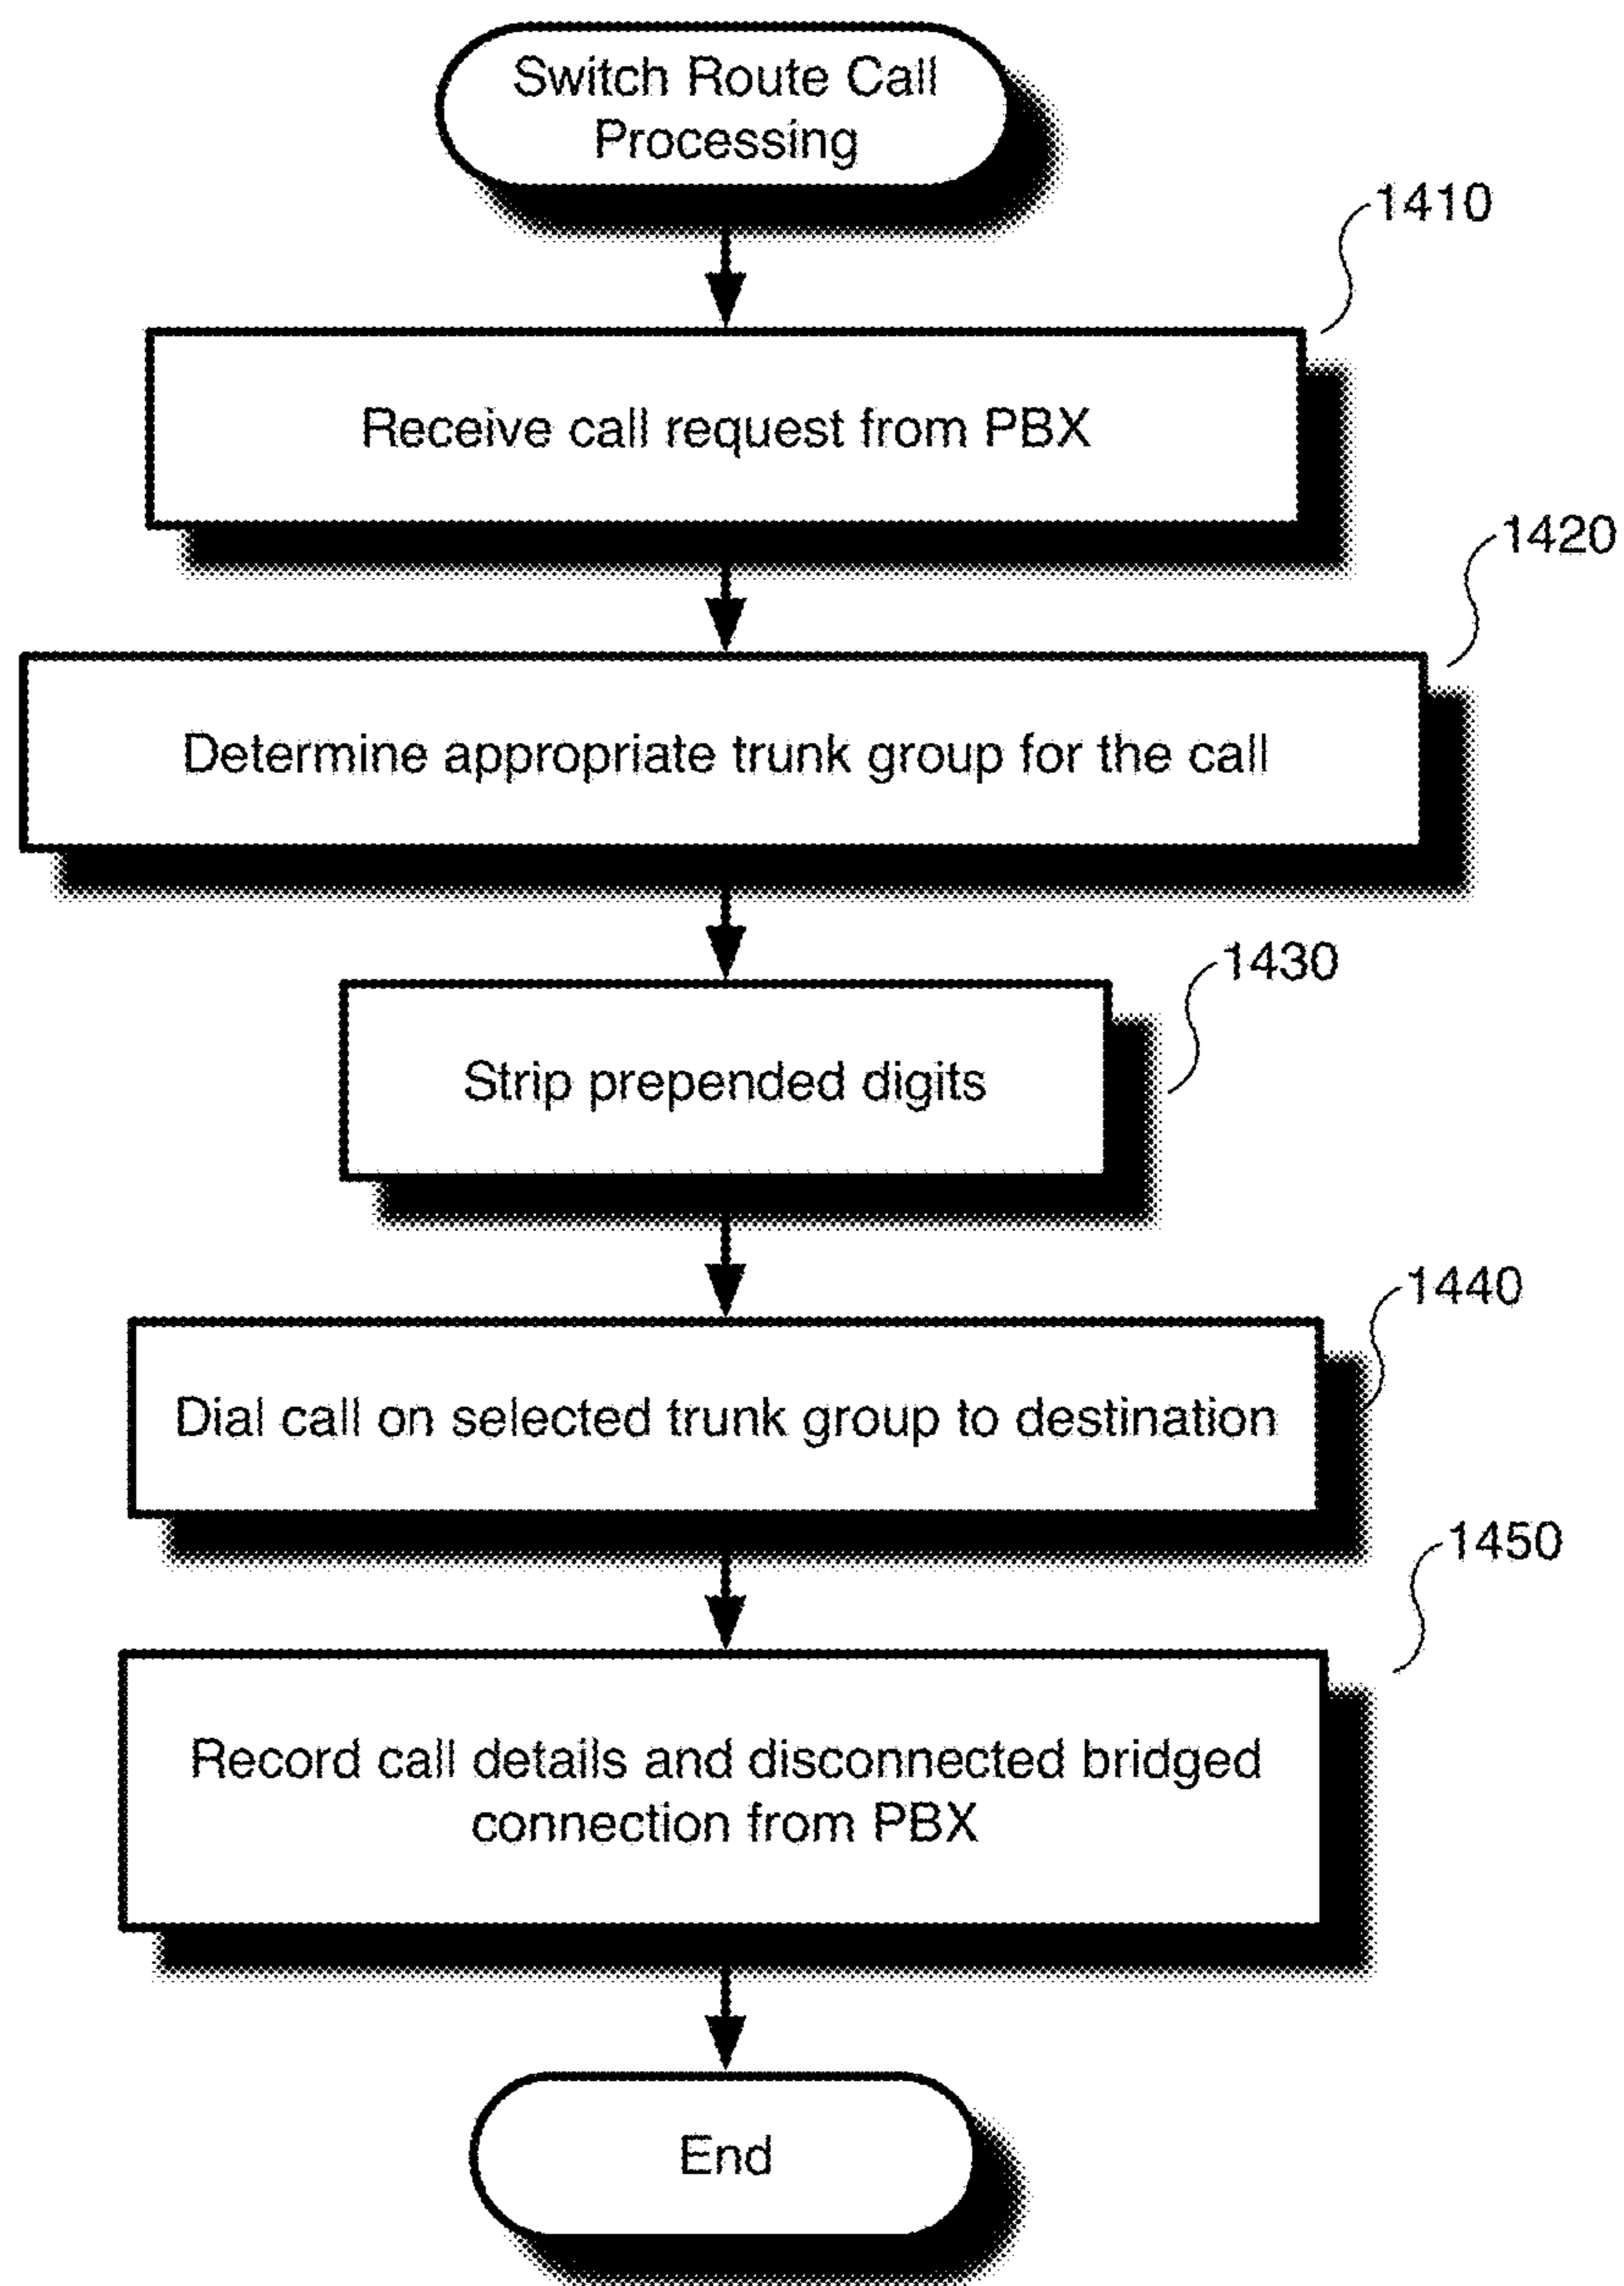 Switch Route Call
Processing
1410
Receive call request from PBX
1420
Determine appropriate trunk group for the call
1430
Strip prepended digits
1440
Dial call on selected trunk group to destination
1450
Record call details and disconnected bridged
connection from PBX
End